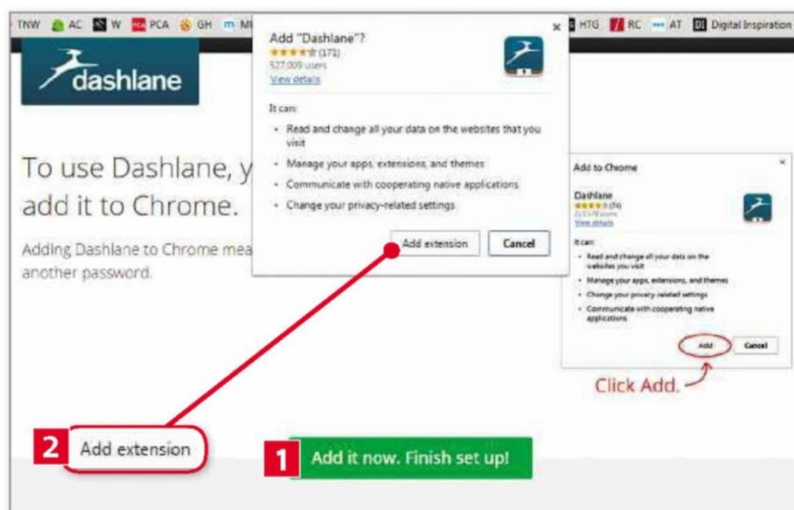 TNW AC W PCA GH m
HTG RC AT DI Digital Inspiration
dashlane
To use Dashlane, y
add it to Chrome.
Adding Dashlane to Chrome mea
another password.
Add "Dashlane"?
(171)
527,009 users
View details
It can:
• Read and change all your data on the websites that you
visit
• Manage your apps, extensions, and themes
• Communicate with cooperating native applications
• Change your privacy-related settings
Add extension
Cancel
Add to Chrome
Dashlane
(74)
users
View details
It can:
• Read and change all your data on the
websites you visit
• Manage your apps, extensions, and themes
• Change your privacy-related settings
• Communicate with cooperating native
applications
Add
Cancel
Click Add.
2 Add extension
1 Add it now. Finish set up!